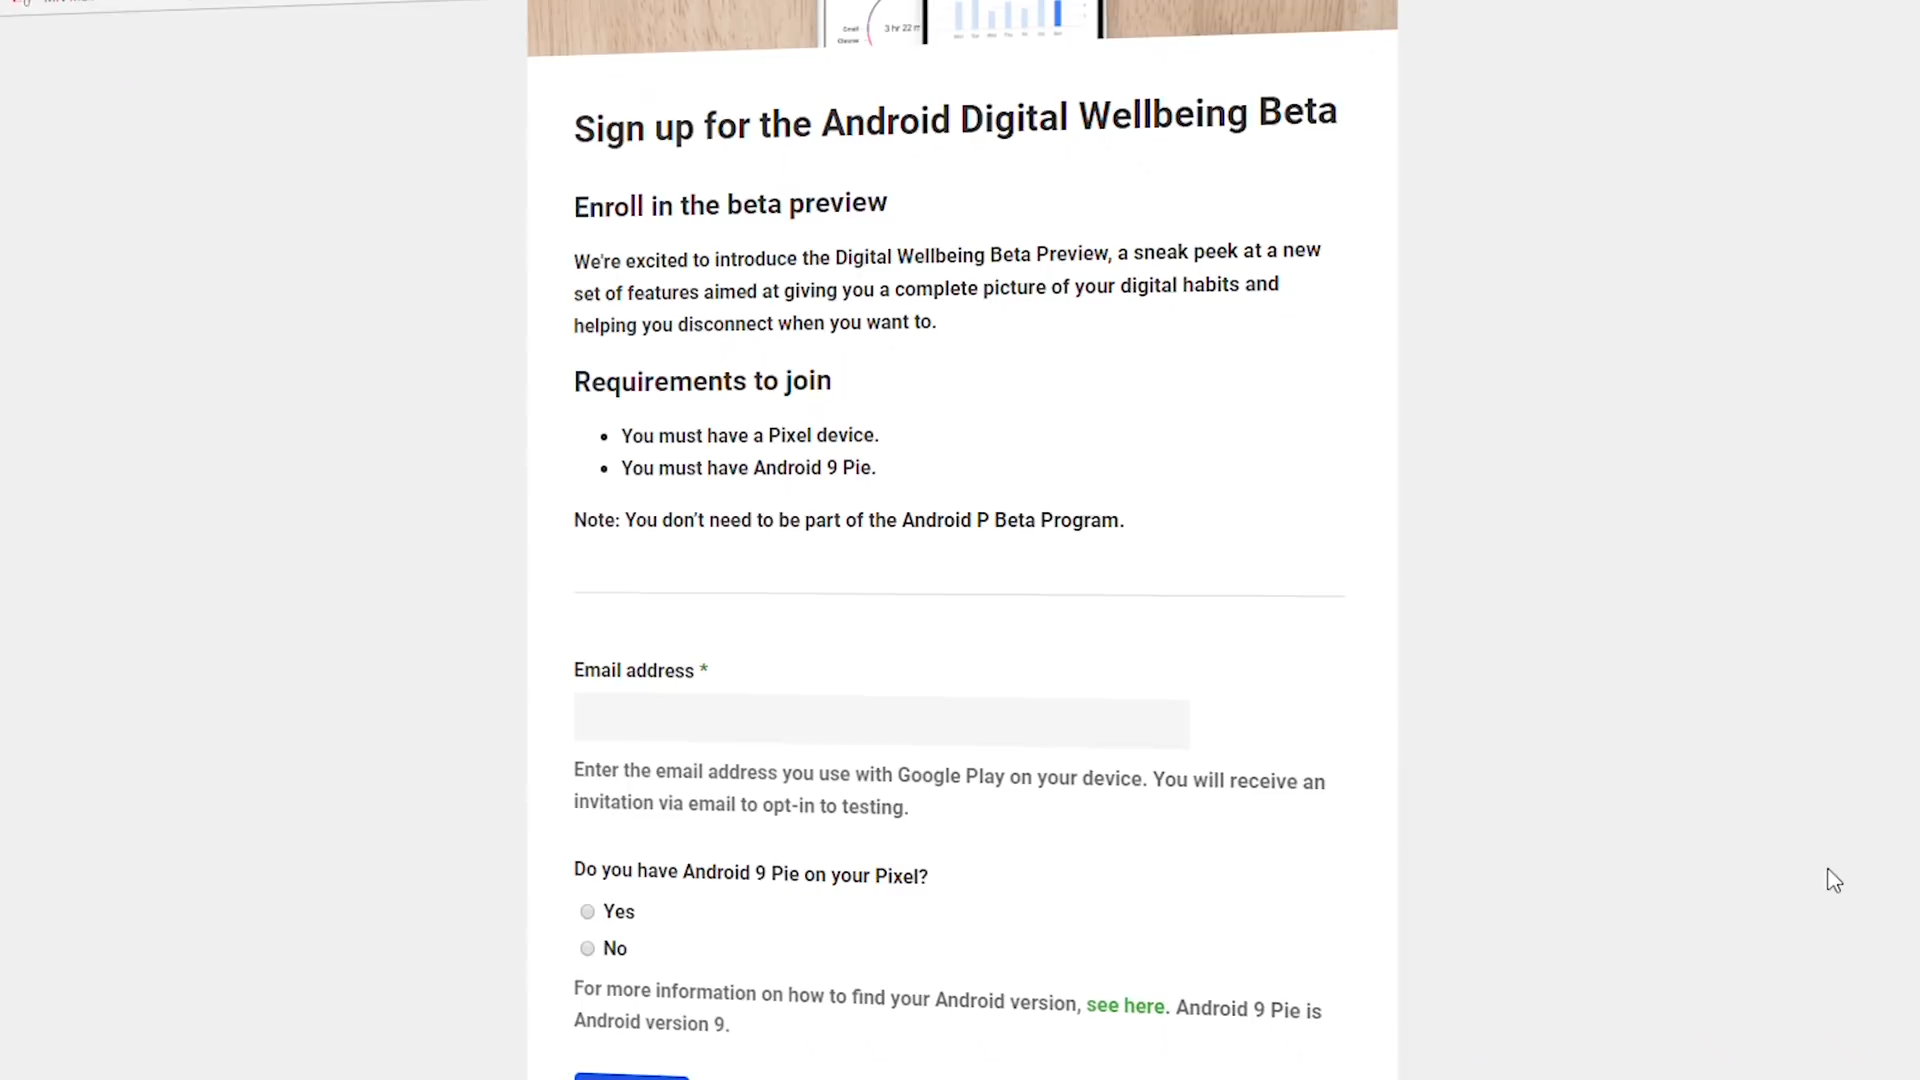 3 hr 22 m
Sign up for the Android Digital Wellbeing Beta
Enroll in the beta preview
We're excited to introduce the Digital Wellbeing Beta Preview, a sneak peek at a new
set of features aimed at giving you a complete picture of your digital habits and
helping you disconnect when you want to.
Requirements to join
• You must have a Pixel device.
• You must have Android 9 Pie.
Note: You don't need to be part of the Android P Beta Program.
Email address *
Enter the email address you use with Google Play on your device. You will receive an
invitation via email to opt-in to testing.
Do you have Android 9 Pie on your Pixel?
Yes
No
For more information on how to find your Android version, see here. Android 9 Pie is
Android version 9.